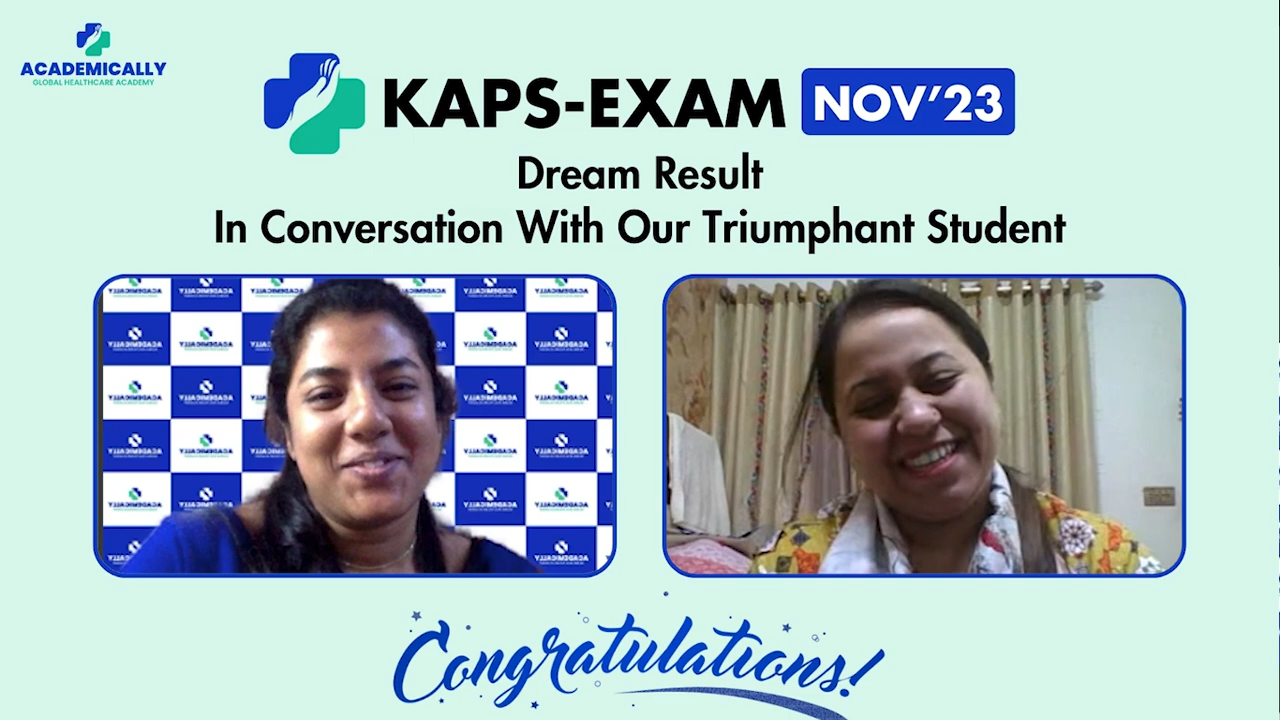 ACADEMICALLY
GLOBAL HEALTHCARE ACADEMY
KAPS-EXAM NOV'23
Dream Result
In Conversation With Our Triumphant Student
Congratulations!